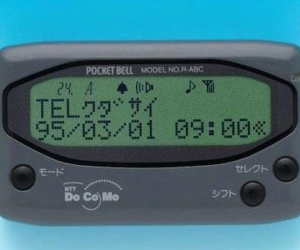 POCKET BELL MODEL NO.R-ABC
24. A
TELクダサイ
95/03/01 09:00
モード
セレクト
シフト
NTT
DoCoMo